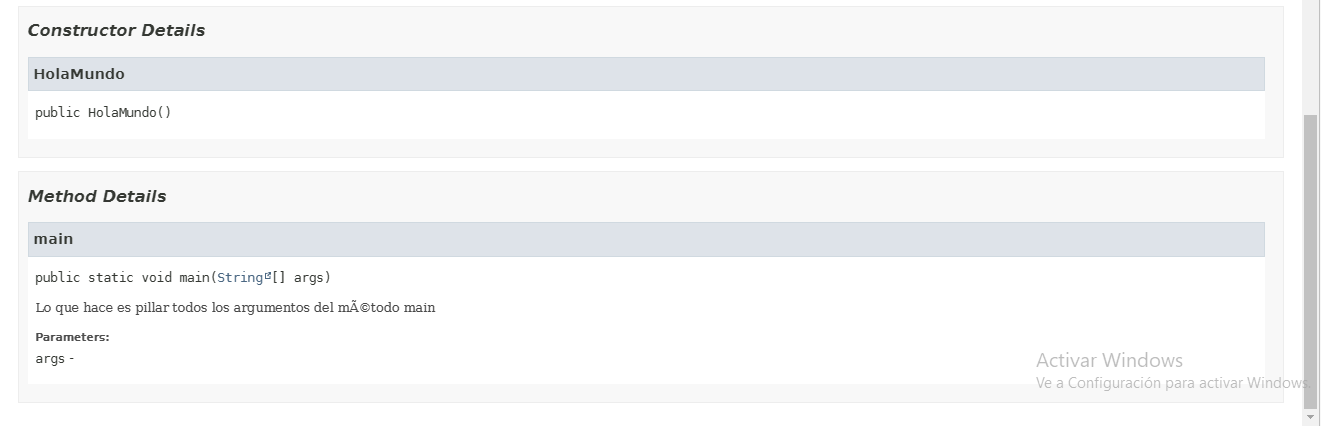 Constructor Details
HolaMundo
public HolaMundo()
Method Details
main
public static void main(String[] args)
Lo que hace es pillar todos los argumentos del mÃ©todo main
Parameters:
args -
Activar Windows
Ve a Configuración para activar Windows.